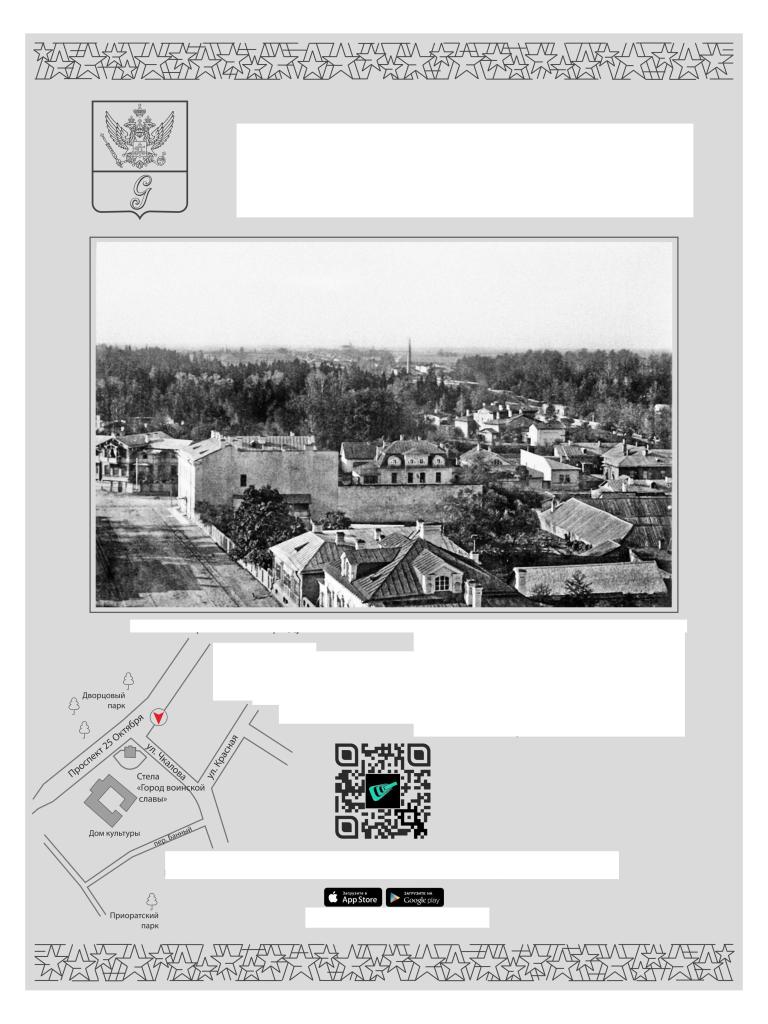 G
Дворцовый
парк
Проспект 25 Октября
ул. Чкалова
ул. Красная
Стела
«Город воинской
славы»
Дом культуры
пер. Банный
Приоратский
парк
Загрузите в
App Store
ЗАГРУЗИТЕ НА
Google play